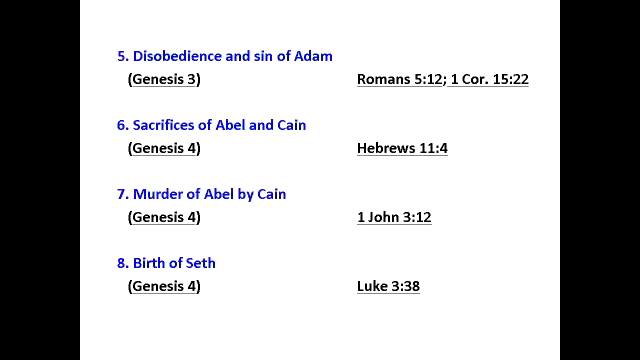 5. Disobedience and sin of Adam
(Genesis 3) Romans 5:12; 1 Cor. 15:22
6. Sacrifices of Abel and Cain
(Genesis 4) Hebrews 11:4
7. Murder of Abel by Cain
(Genesis 4) 1 John 3:12
8. Birth of Seth
(Genesis 4) Luke 3:38